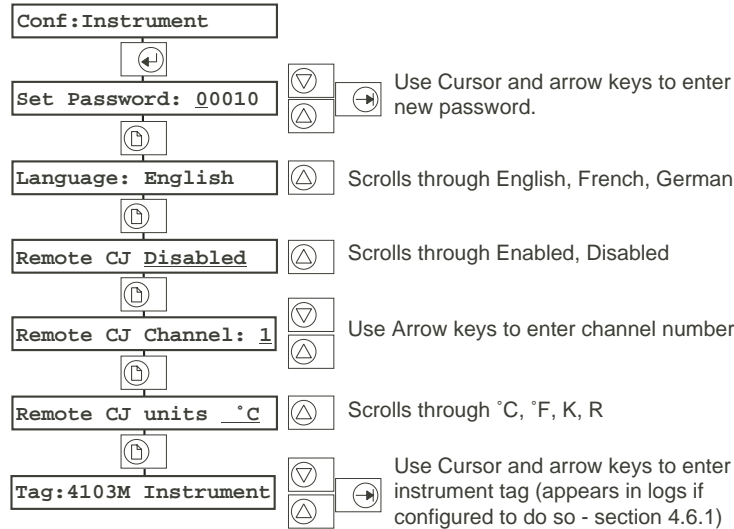 Conf:Instrument
Set Password: 00010
Use Cursor and arrow keys to enter
new password.
Language: English
Scrolls through English, French, German
Remote CJ Disabled
Scrolls through Enabled, Disabled
Remote CJ Channel: 1
Use Arrow keys to enter channel number
Remote CJ units °C
Scrolls through ˚C, ˚F, K, R
Tag:4103M Instrument
Use Cursor and arrow keys to enter
instrument tag (appears in logs if
configured to do so - section 4.6.1)